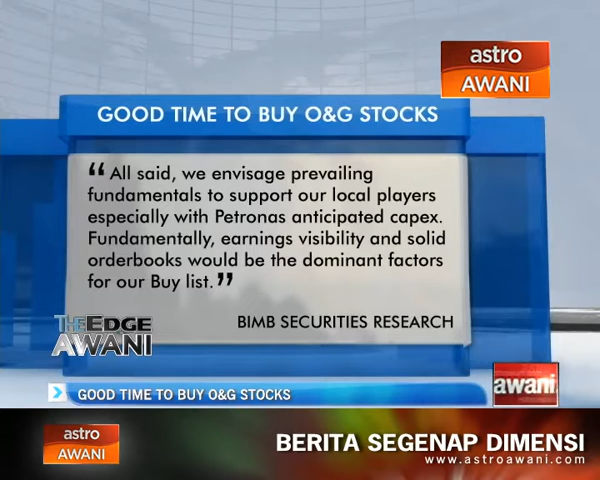 astro
AWANI
GOOD TIME TO BUY O&G STOCKS
“All said, we envisage prevailing
fundamentals to support our local players
especially with Petronas anticipated capex.
Fundamentally, earnings visibility and solid
orderbooks would be the dominant factors
for our Buy list.”
BIMB SECURITIES RESEARCH
THE EDGE
AWANI
GOOD TIME TO BUY O&G STOCKS
awani
astro
AWANI
BERITA SEGENAP DIMENSI
www.astroawani.com